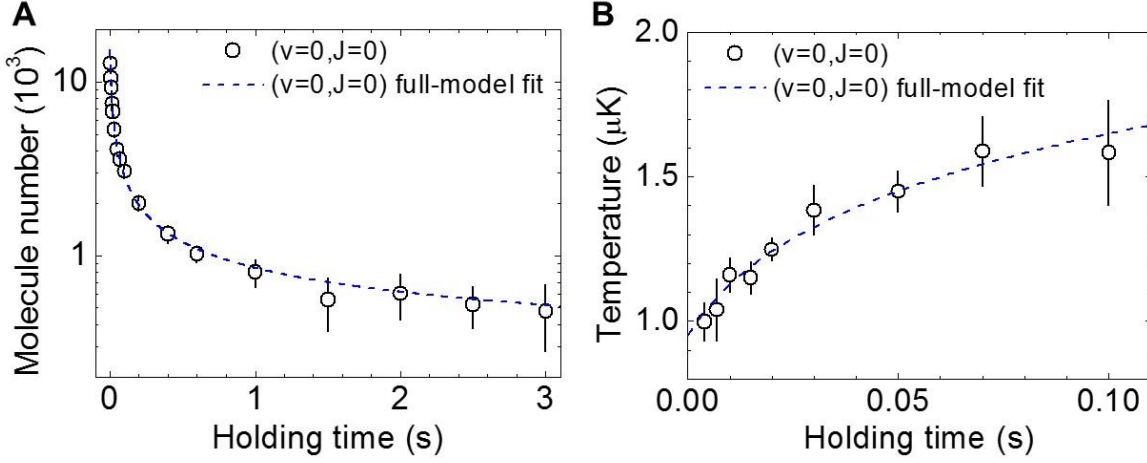 A
Molecule number (10³)
10
1
(v=0,J=0)
(v=0,J=0) full-model fit
0
1
2
3
Holding time (s)
B
Temperature (μK)
2.0
1.5
1.0
(v=0,J=0)
(v=0,J=0) full-model fit
0.00
0.05
0.10
Holding time (s)